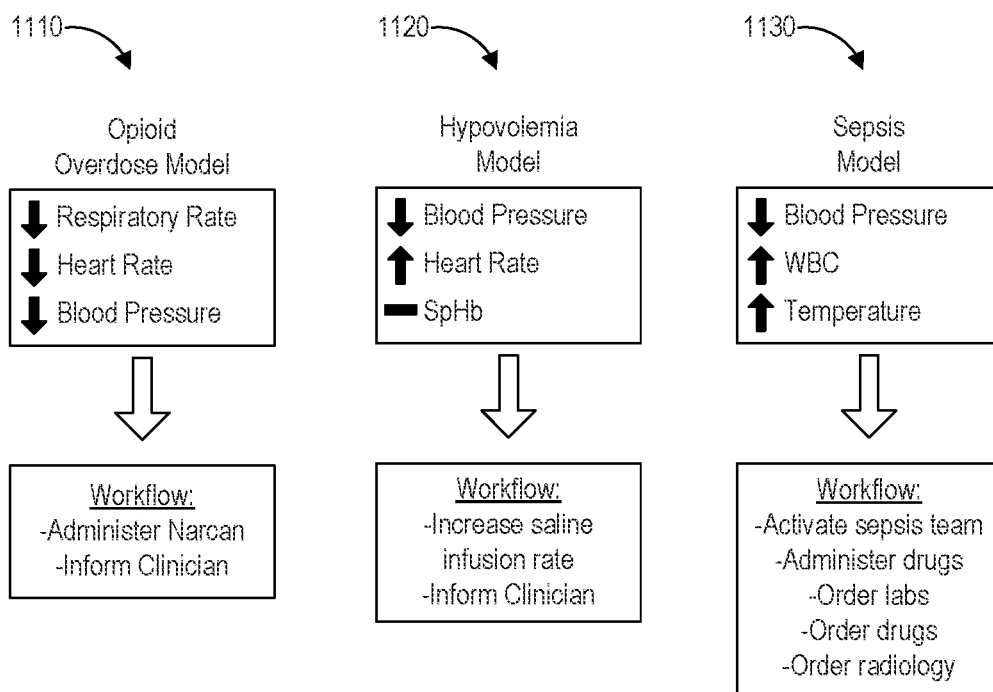 1110
Opioid
Overdose Model
Respiratory Rate
Heart Rate
Blood Pressure
Workflow:
-Administer Narcan
-Inform Clinician
1120
Hypovolemia
Model
Blood Pressure
Heart Rate
SpHb
Workflow:
-Increase saline
infusion rate
-Inform Clinician
1130
Sepsis
Model
Blood Pressure
WBC
Temperature
Workflow:
-Activate sepsis team
-Administer drugs
-Order labs
-Order drugs
-Order radiology